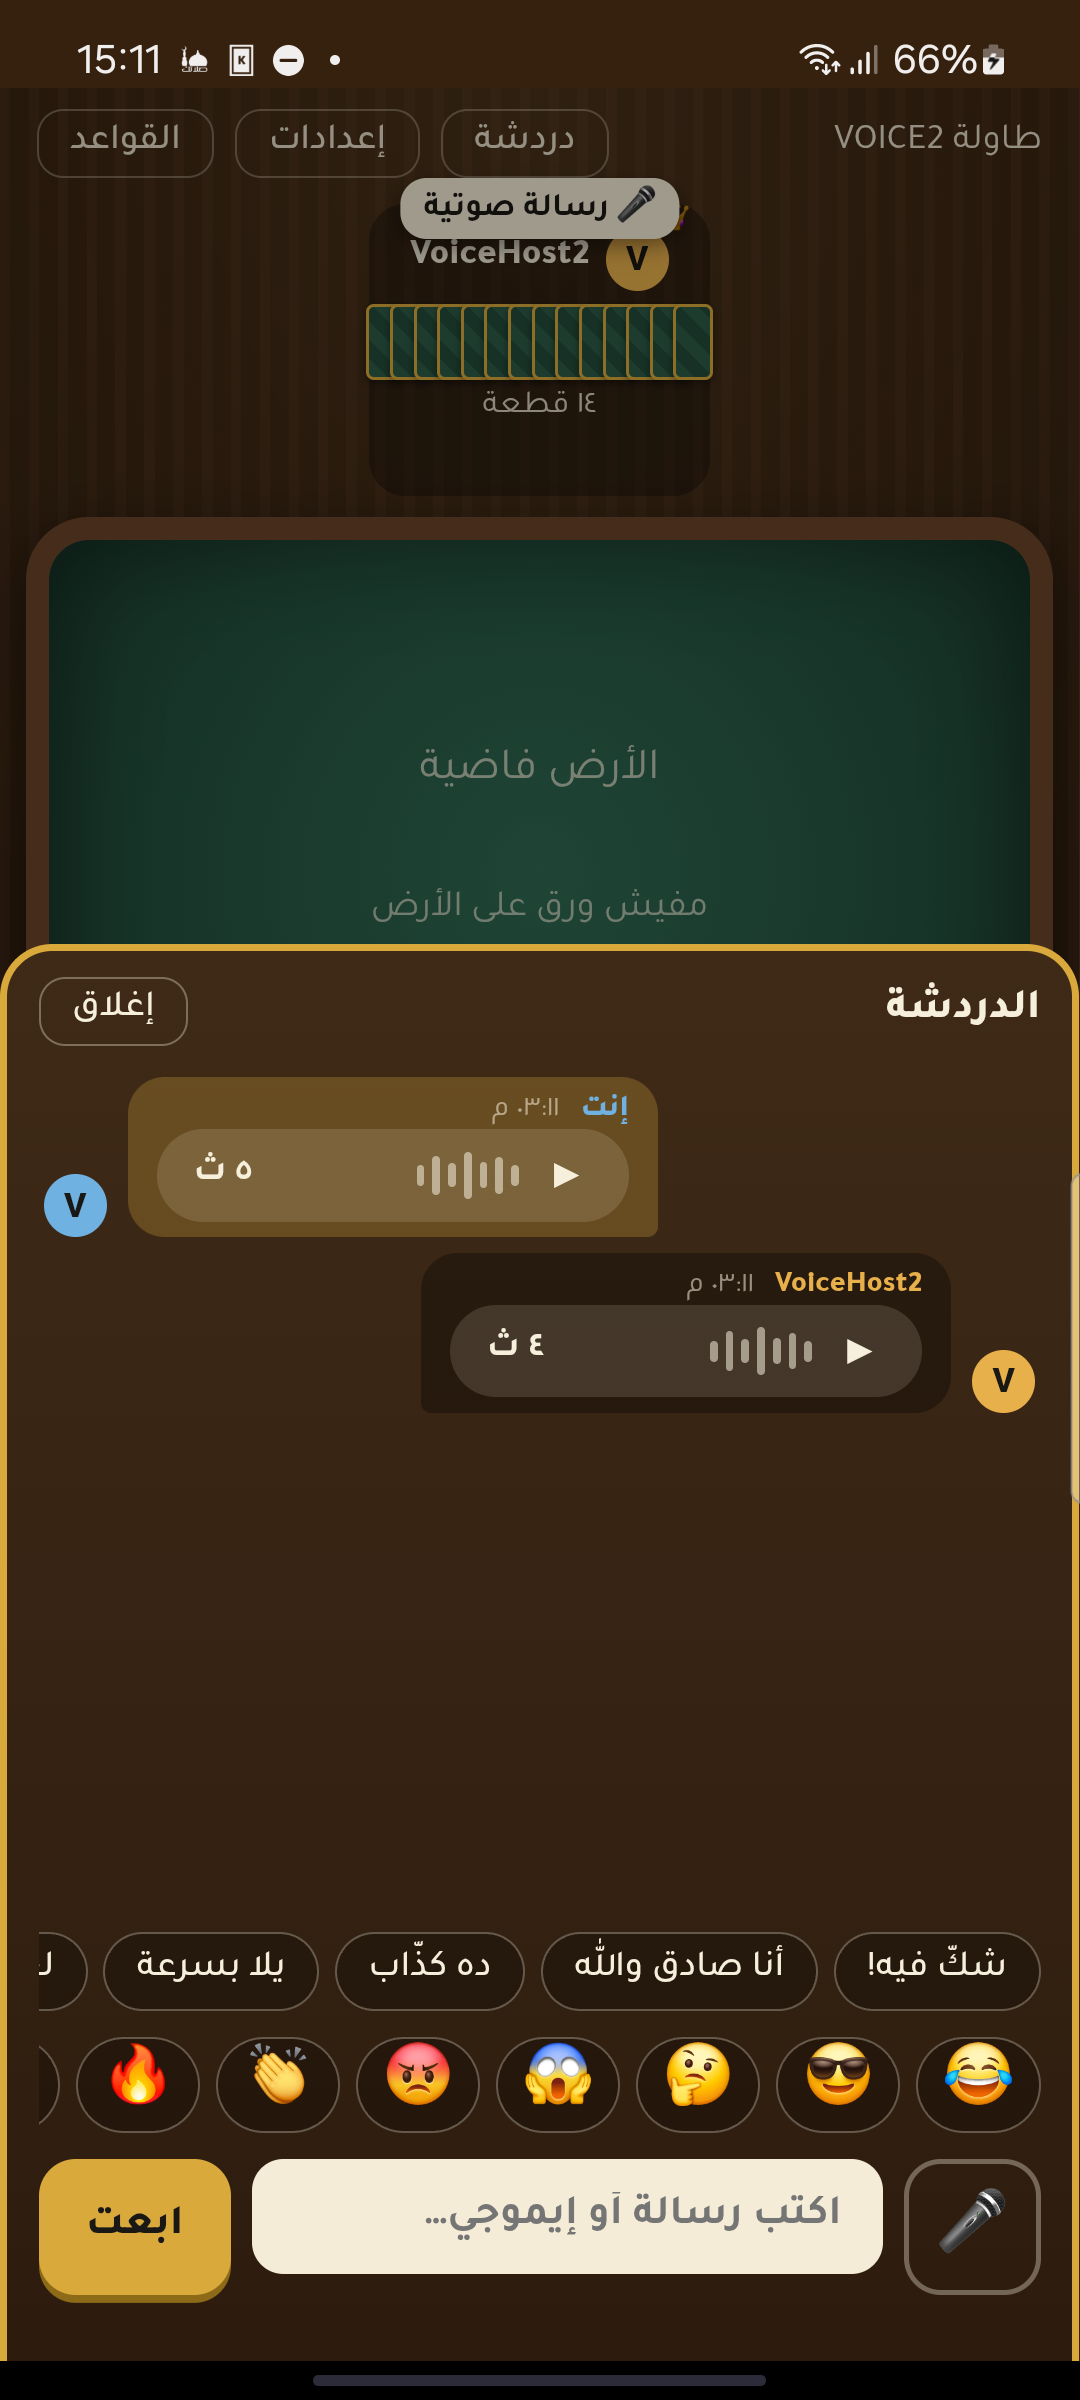 15:11
66%
طاولة VOICE2
دردشة
إعدادات
القواعد
🎤 رسالة صوتية
V
VoiceHost2
١٤ قطعة
الأرض فاضية
مفيش ورق على الأرض
الدردشة
إغلاق
إنت ٠٣:١١ م
٥ ث
V
VoiceHost2 ٠٣:١١ م
٤ ث
V
شكّ فيه!
أنا صادق والله
ده كذّاب
يلا بسرعة
😂 😎 🤔 😱 😡 👏 🔥
اكتب رسالة أو إيموجي…
ابعت